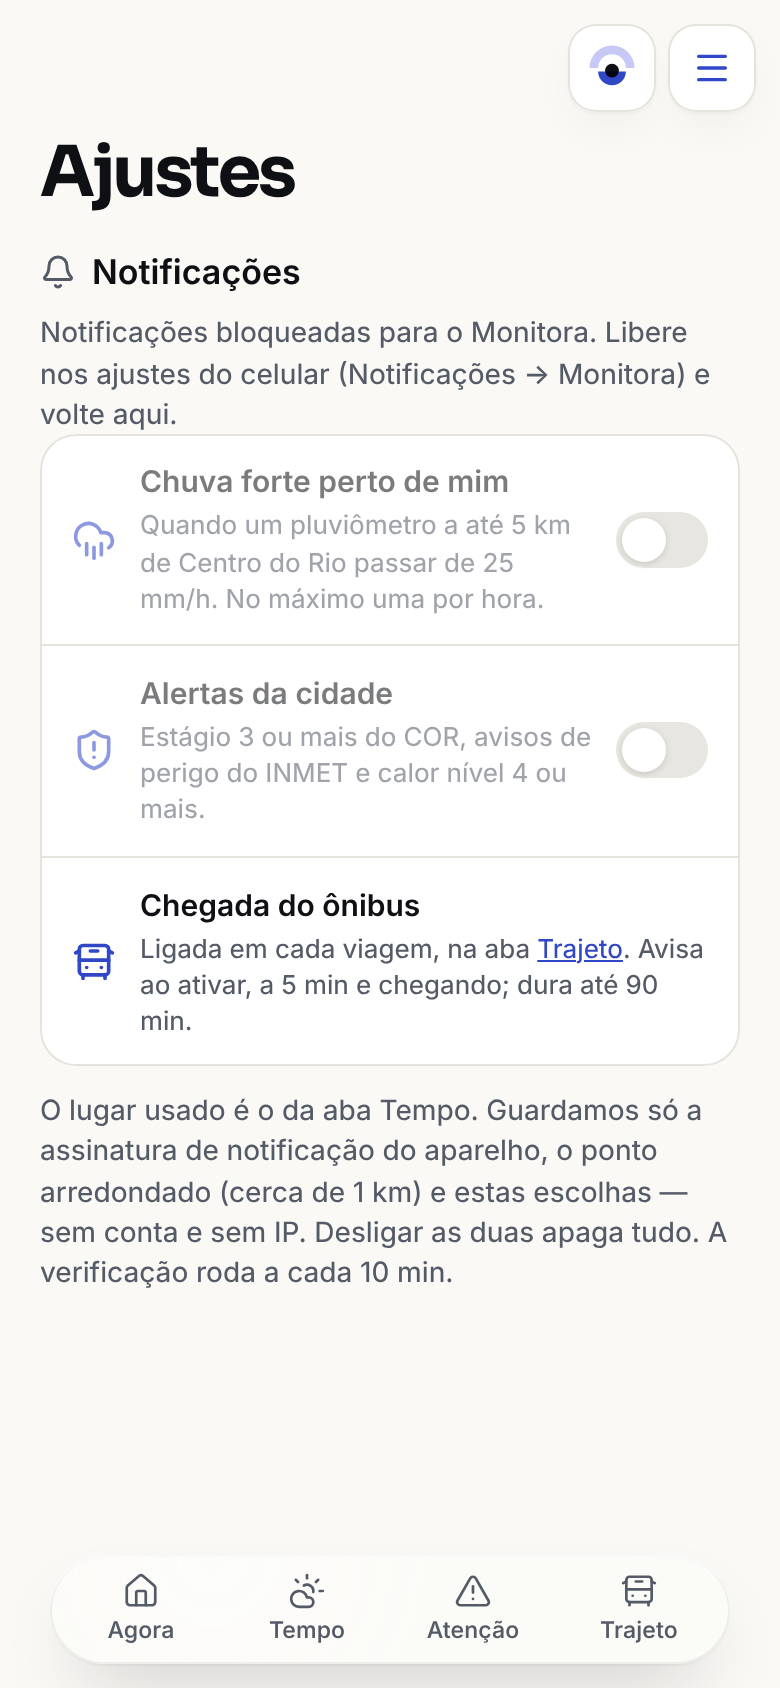 Ajustes
Notificações
Notificações bloqueadas para o Monitora. Libere
nos ajustes do celular (Notificações → Monitora) e
volte aqui.
Chuva forte perto de mim
Quando um pluviômetro a até 5 km
de Centro do Rio passar de 25
mm/h. No máximo uma por hora.
Alertas da cidade
Estágio 3 ou mais do COR, avisos de
perigo do INMET e calor nível 4 ou
mais.
Chegada do ônibus
Ligada em cada viagem, na aba Trajeto. Avisa
ao ativar, a 5 min e chegando; dura até 90
min.
O lugar usado é o da aba Tempo. Guardamos só a
assinatura de notificação do aparelho, o ponto
arredondado (cerca de 1 km) e estas escolhas —
sem conta e sem IP. Desligar as duas apaga tudo. A
verificação roda a cada 10 min.
Agora
Tempo
Atenção
Trajeto